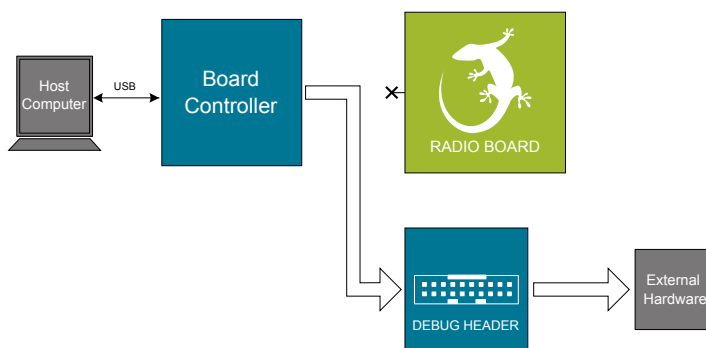 Host
Computer
USB
Board
Controller
RADIO BOARD
DEBUG HEADER
External
Hardware